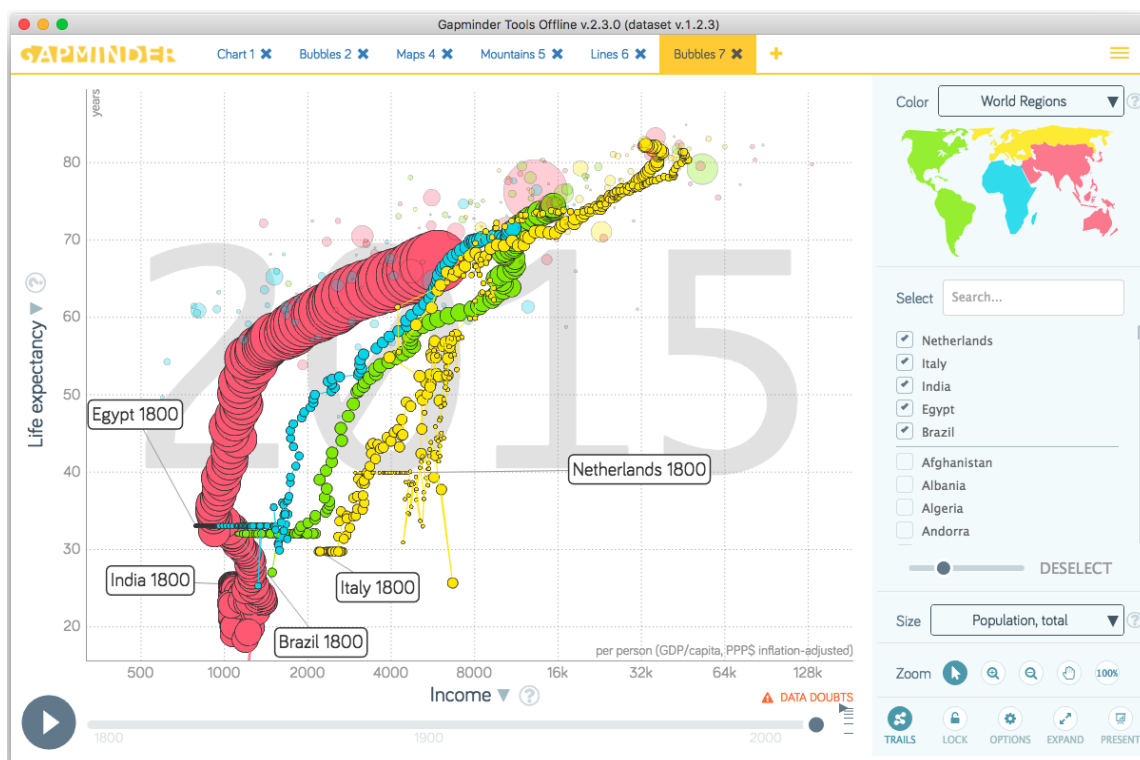 Gapminder Tools Offline v.2.3.0 (dataset v.1.2.3)
GAPMINDER
Chart 1 Bubbles 2 Maps 4 Mountains 5 Lines 6 Bubbles 7
years
Life expectancy
80
70
60
50
40
30
20
2015
Egypt 1800
Netherlands 1800
India 1800
Italy 1800
Brazil 1800
per person (GDP/capita, PPP$ inflation-adjusted)
500 1000 2000 4000 8000 16k 32k 64k 128k
Income ?
DATA DOUBTS
1800 1900 2000
Color World Regions ?
Select Search...
Netherlands
Italy
India
Egypt
Brazil
Afghanistan
Albania
Algeria
Andorra
DESELECT
Size Population, total ?
Zoom 100%
TRAILS LOCK OPTIONS EXPAND PRESENT